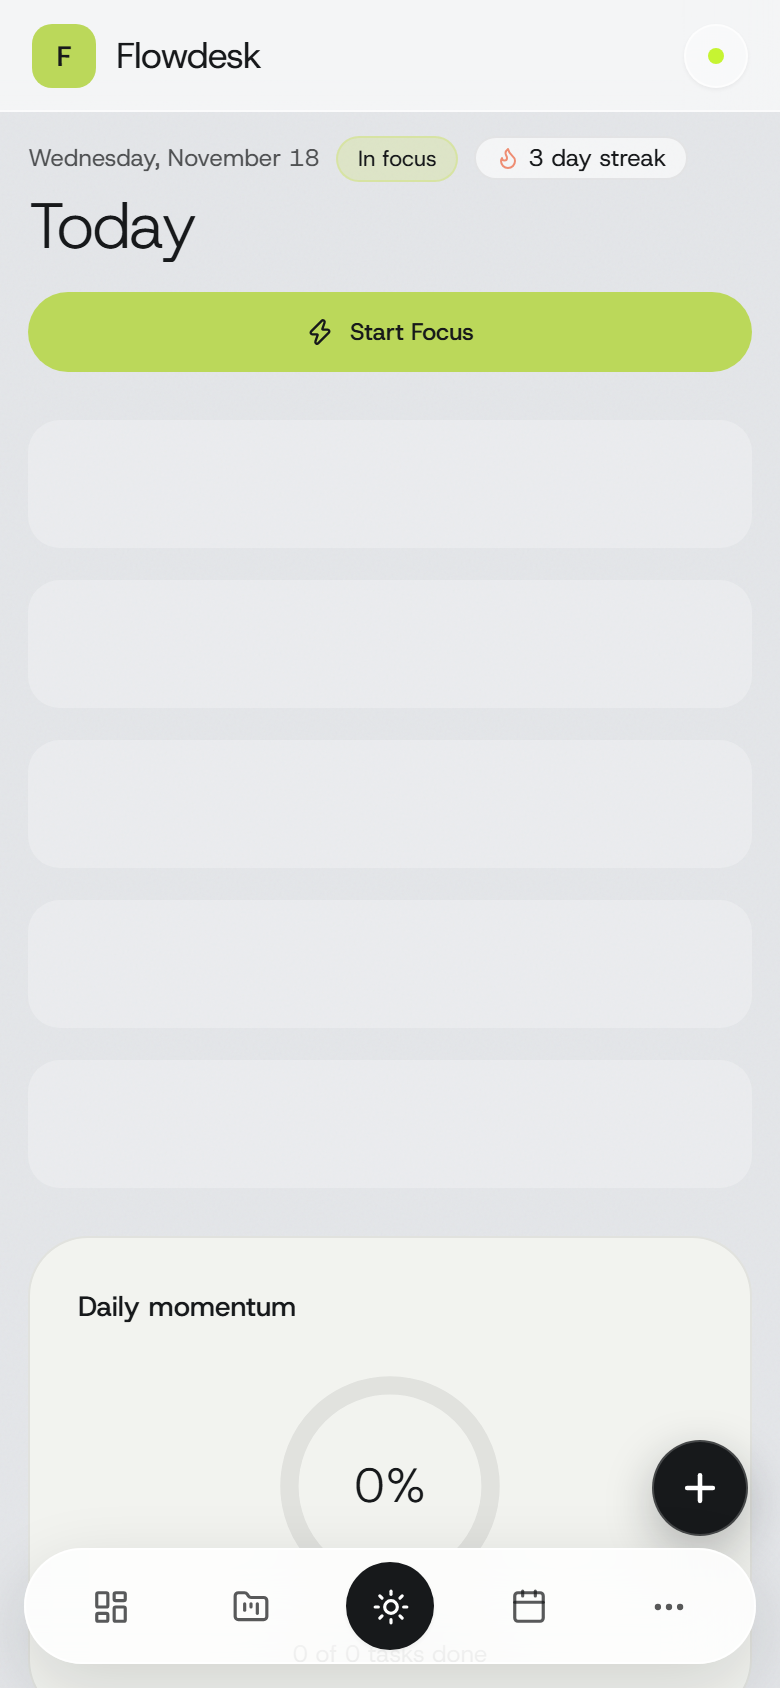 F Flowdesk
Wednesday, November 18 In focus 3 day streak
Today
Start Focus
Daily momentum
0%
0 of 0 tasks done